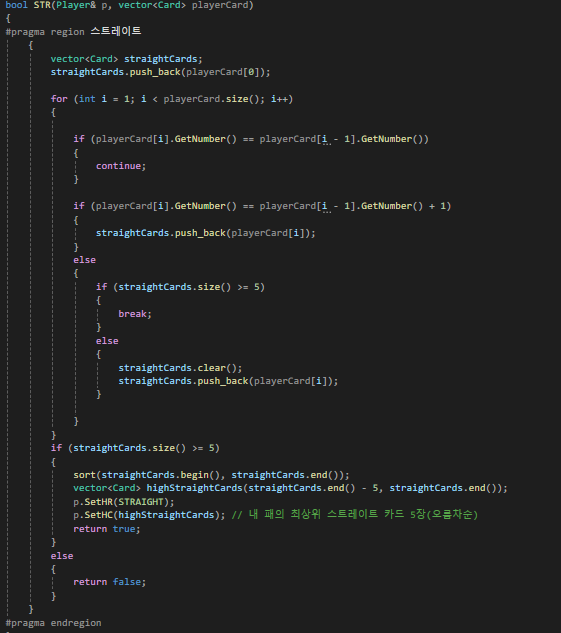 bool STR(Player& p, vector<Card> playerCard)
{
#pragma region 스트레이트
    {
        vector<Card> straightCards;
        straightCards.push_back(playerCard[0]);

        for (int i = 1; i < playerCard.size(); i++)
        {

            if (playerCard[i].GetNumber() == playerCard[i - 1].GetNumber())
            {
                continue;
            }

            if (playerCard[i].GetNumber() == playerCard[i - 1].GetNumber() + 1)
            {
                straightCards.push_back(playerCard[i]);
            }
            else
            {
                if (straightCards.size() >= 5)
                {
                    break;
                }
                else
                {
                    straightCards.clear();
                    straightCards.push_back(playerCard[i]);
                }

            }
        }
        if (straightCards.size() >= 5)
        {
            sort(straightCards.begin(), straightCards.end());
            vector<Card> highStraightCards(straightCards.end() - 5, straightCards.end());
            p.SetHR(STRAIGHT);
            p.SetHC(highStraightCards); // 내 패의 최상위 스트레이트 카드 5장(오름차순)
            return true;
        }
        else
        {
            return false;
        }
    }
#pragma endregion